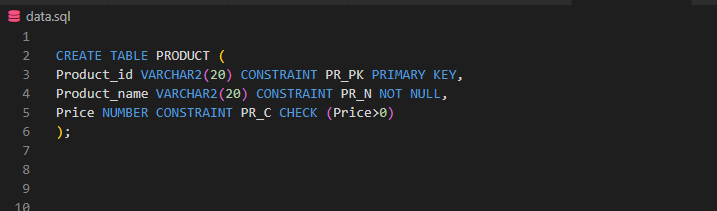 data.sql
1
2 CREATE TABLE PRODUCT (
3 Product_id VARCHAR2(20) CONSTRAINT PR_PK PRIMARY KEY,
4 Product_name VARCHAR2(20) CONSTRAINT PR_N NOT NULL,
5 Price NUMBER CONSTRAINT PR_C CHECK (Price>0)
6 );
7
8
9
10